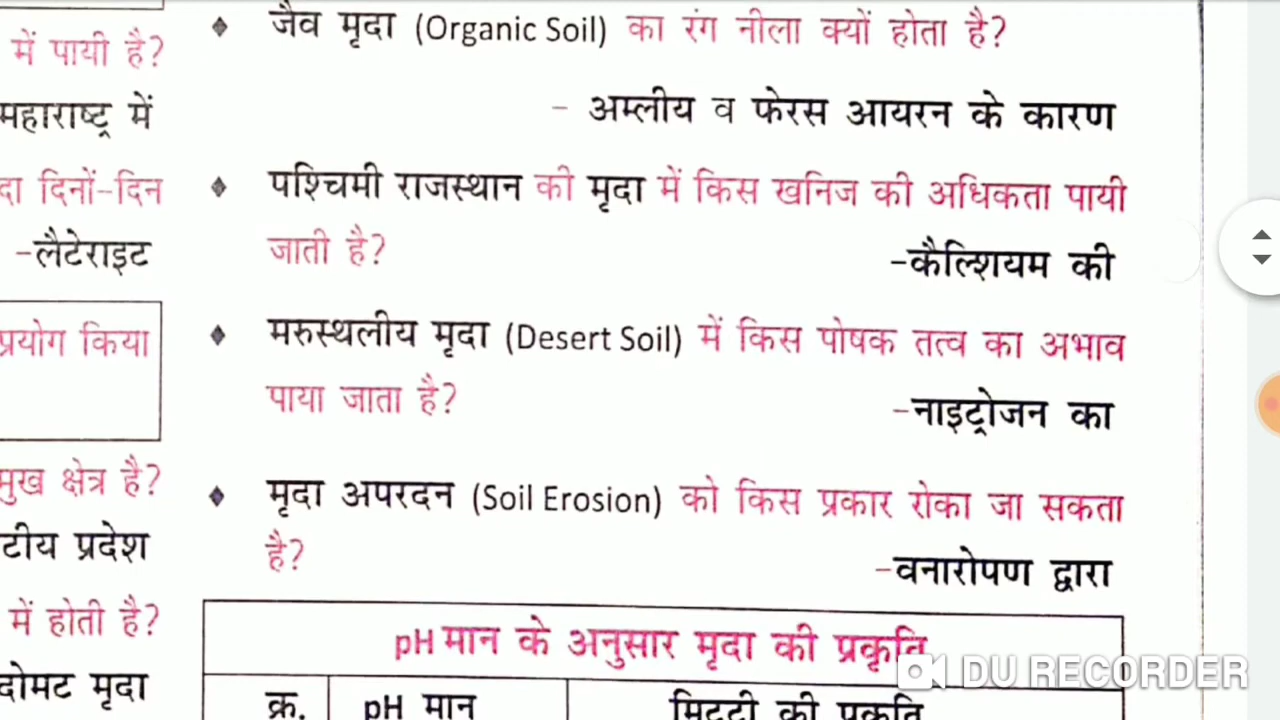 में पायी है?
महाराष्ट्र में
दा दिनों-दिन
-लैटेराइट
प्रयोग किया
मुख क्षेत्र है?
टीय प्रदेश
में होती है?
दोमट मृदा
जैव मृदा (Organic Soil) का रंग नीला क्यों होता है?
- अम्लीय व फेरस आयरन के कारण
पश्चिमी राजस्थान की मृदा में किस खनिज की अधिकता पायी
जाती है? -कैल्शियम की
मरुस्थलीय मृदा (Desert Soil) में किस पोषक तत्व का अभाव
पाया जाता है? -नाइट्रोजन का
मृदा अपरदन (Soil Erosion) को किस प्रकार रोका जा सकता
है? -वनारोपण द्वारा
pH मान के अनुसार मृदा की प्रकृति
क्र. pH मान मिट्टी की प्रकृति
DU RECORDER